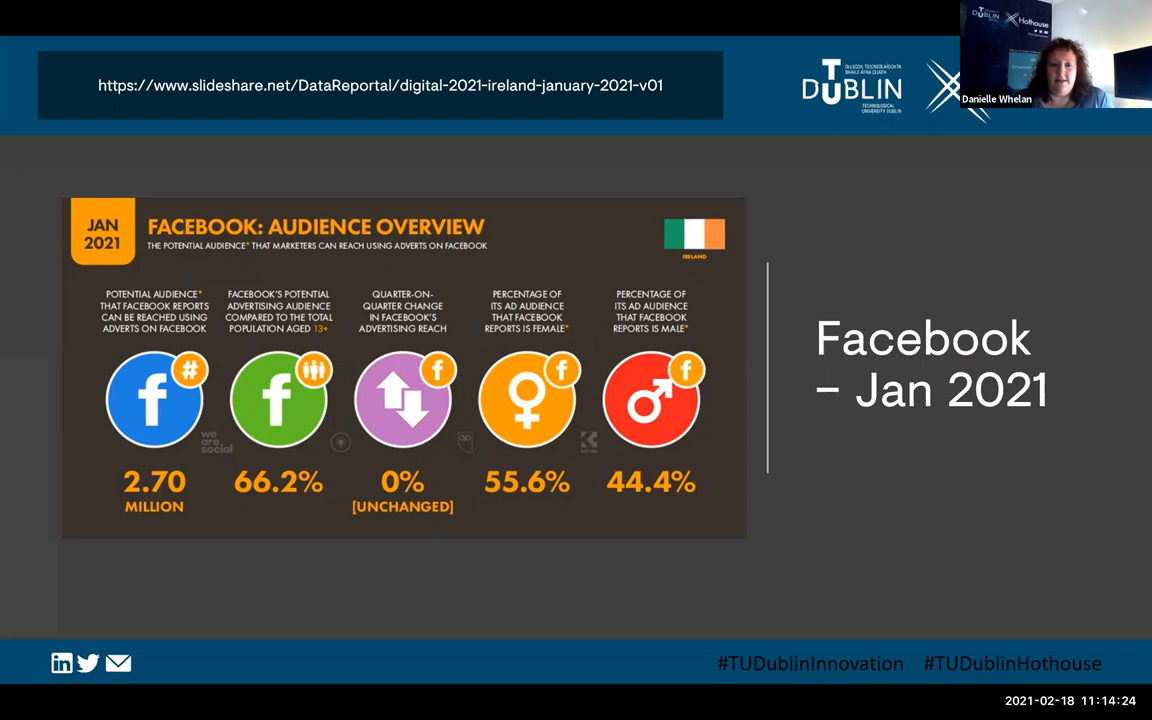 https://www.slideshare.net/DataReportal/digital-2021-ireland-january-2021-v01
DUBLIN
OLLSCOIL TEICNEOLAÍOCHTA
BHAILE ÁTHA CLIATH
TECHNOLOGICAL
UNIVERSITY DUBLIN
DUBLIN
Hothouse
Danielle Whelan
JAN
2021
FACEBOOK: AUDIENCE OVERVIEW
THE POTENTIAL AUDIENCE* THAT MARKETERS CAN REACH USING ADVERTS ON FACEBOOK
IRELAND
POTENTIAL AUDIENCE*
THAT FACEBOOK REPORTS
CAN BE REACHED USING
ADVERTS ON FACEBOOK
FACEBOOK'S POTENTIAL
ADVERTISING AUDIENCE
COMPARED TO THE TOTAL
POPULATION AGED 13+
QUARTER-ON-
QUARTER CHANGE
IN FACEBOOK'S
ADVERTISING REACH
PERCENTAGE OF
ITS AD AUDIENCE
THAT FACEBOOK
REPORTS IS FEMALE*
PERCENTAGE OF
ITS AD AUDIENCE
THAT FACEBOOK
REPORTS IS MALE*
f #
f
f
f
f
we
are
social
2.70
MILLION
66.2%
0%
[UNCHANGED]
55.6%
44.4%
Facebook
– Jan 2021
in
#TUDublinInnovation #TUDublinHothouse
2021-02-18 11:14:24